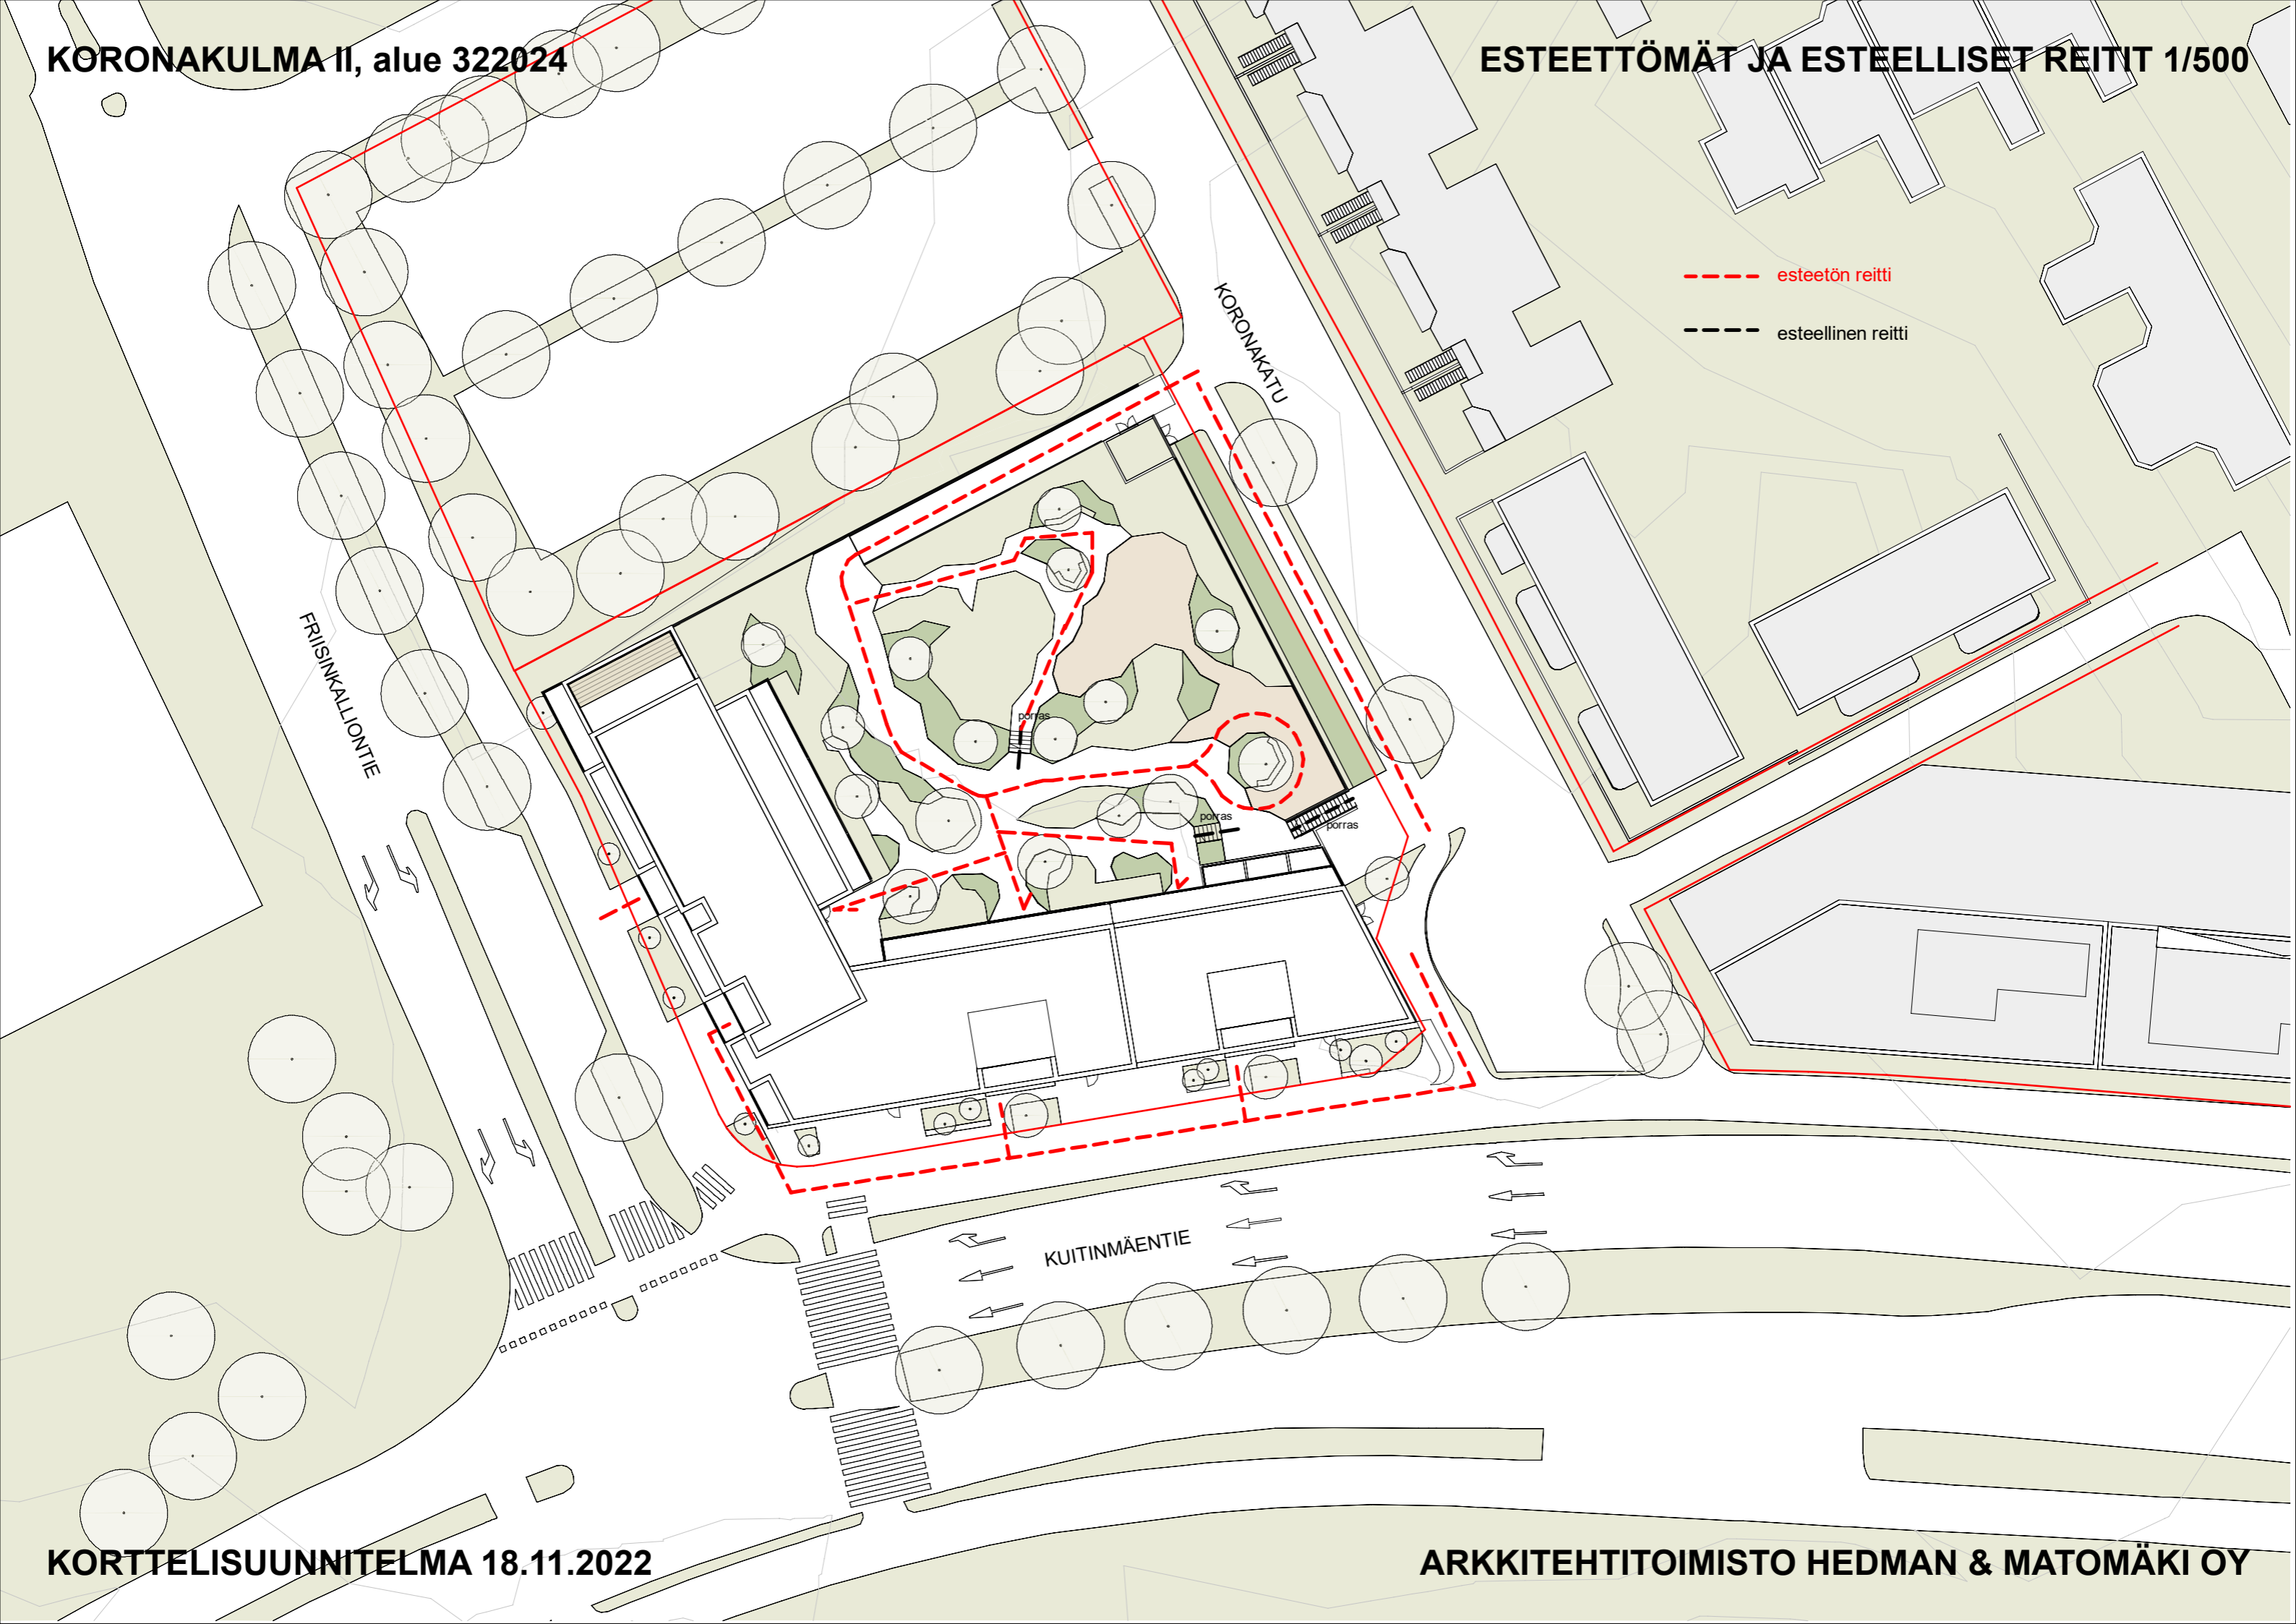 KORONAKULMA II, alue 322024
ESTEETTÖMÄT JA ESTEELLISET REITIT 1/500
esteetön reitti
esteellinen reitti
KORONAKATU
FRIISINKALLIONTIE
porras
porras
porras
KUITINMÄENTIE
KORTTELISUUNNITELMA 18.11.2022
ARKKITEHTITOIMISTO HEDMAN & MATOMÄKI OY